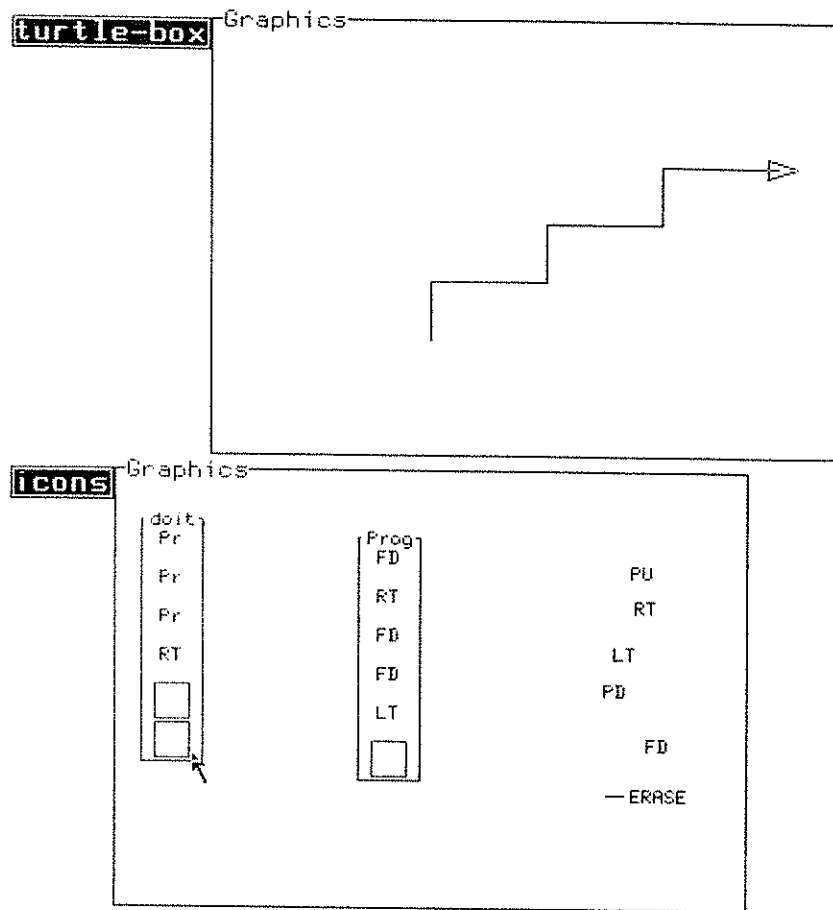 turtle-box
Graphics
icons
Graphics
doit
Pr
Pr
Pr
RT
Prog
FD
RT
FD
FD
LT
PU
RT
LT
PD
FD
ERASE